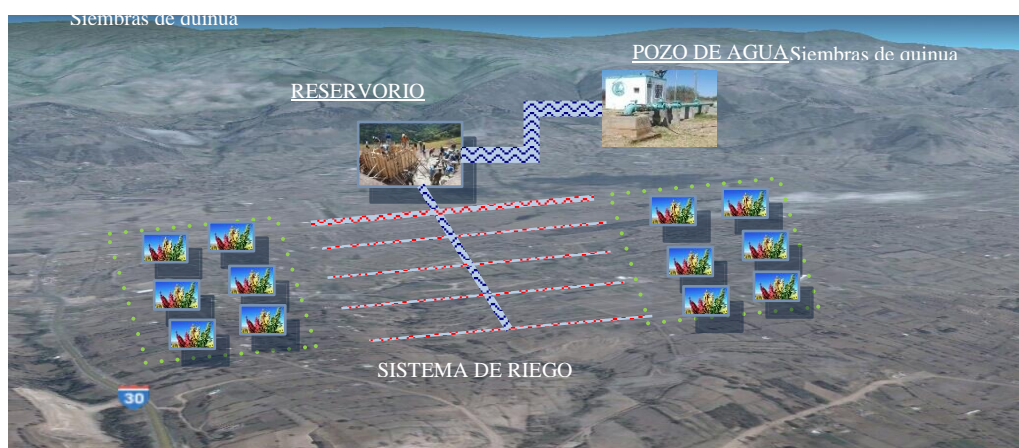 Siembras de quinua
POZO DE AGUA Siembras de quinua
RESERVORIO
SISTEMA DE RIEGO
30